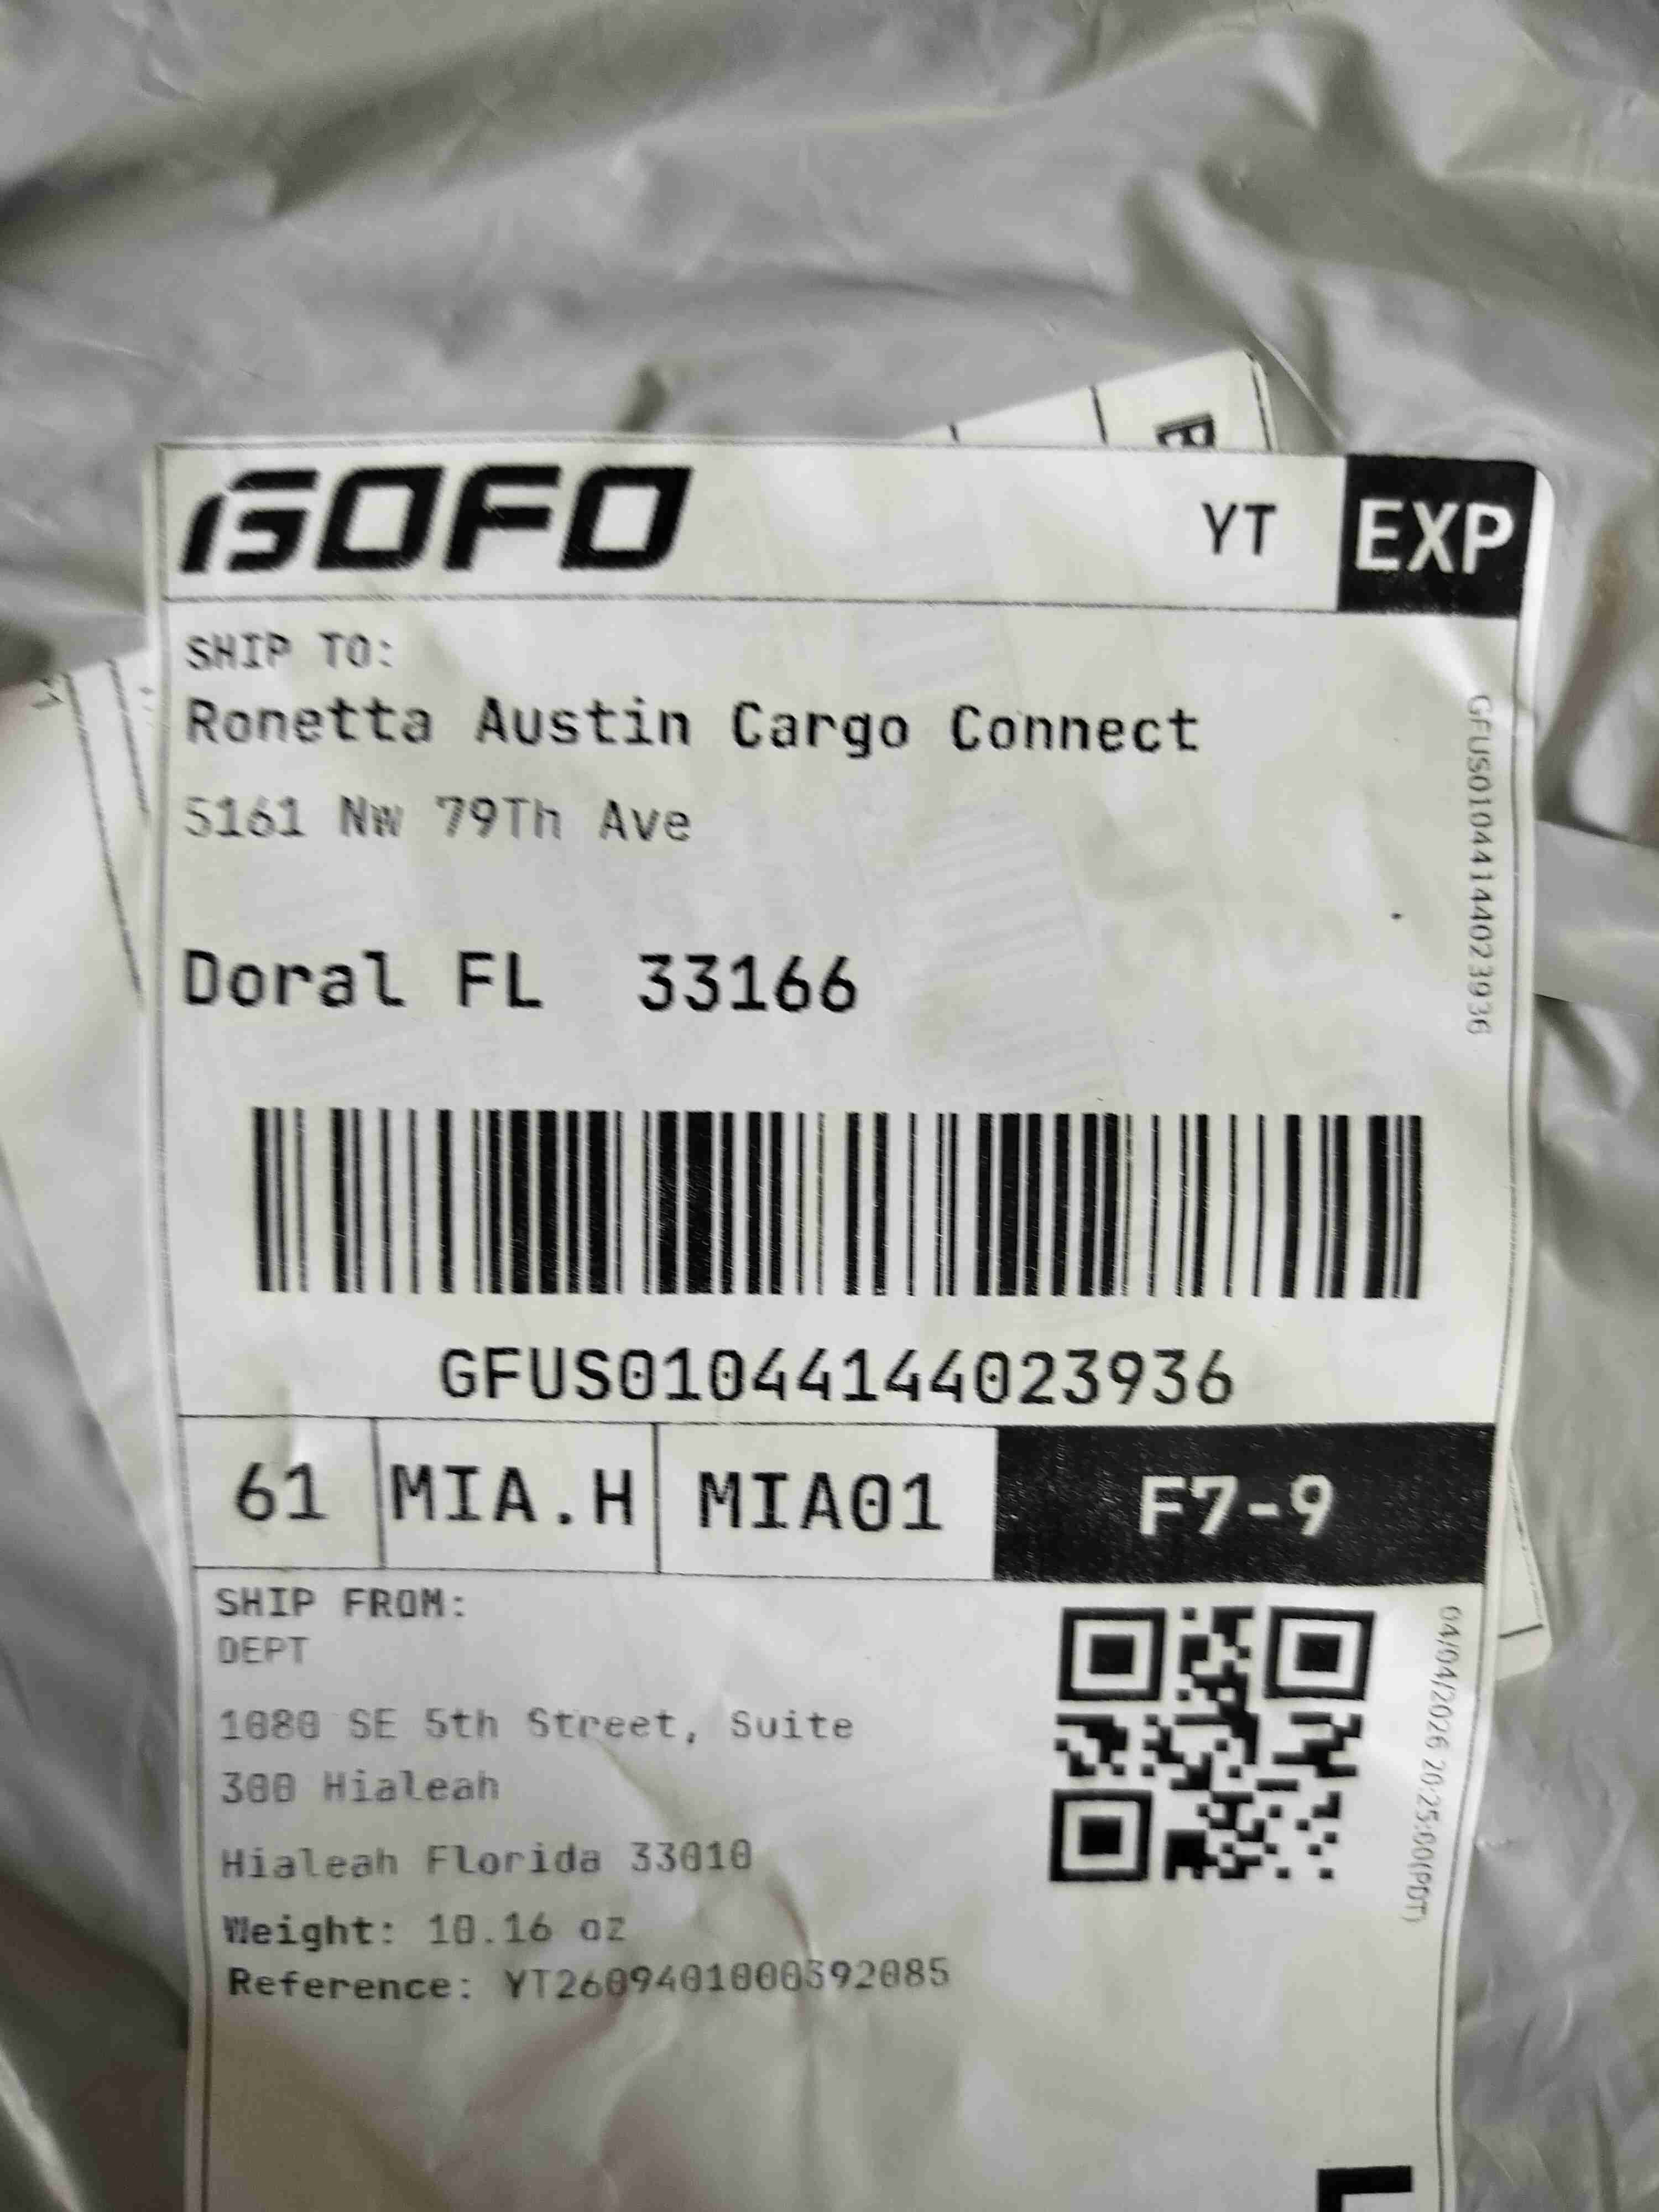 GOFO
YT
EXP
SHIP TO:
Ronetta Austin Cargo Connect
5161 Nw 79Th Ave
Doral FL 33166
GFUS01044144023936
GFUS01044144023936
61
MIA.H
MIA01
F7-9
SHIP FROM:
DEPT
1080 SE 5th Street, Suite
300 Hialeah
Hialeah Florida 33010
Weight: 10.16 oz
Reference: YT2609401000392085
04/04/2026 20:25:00(PDT)